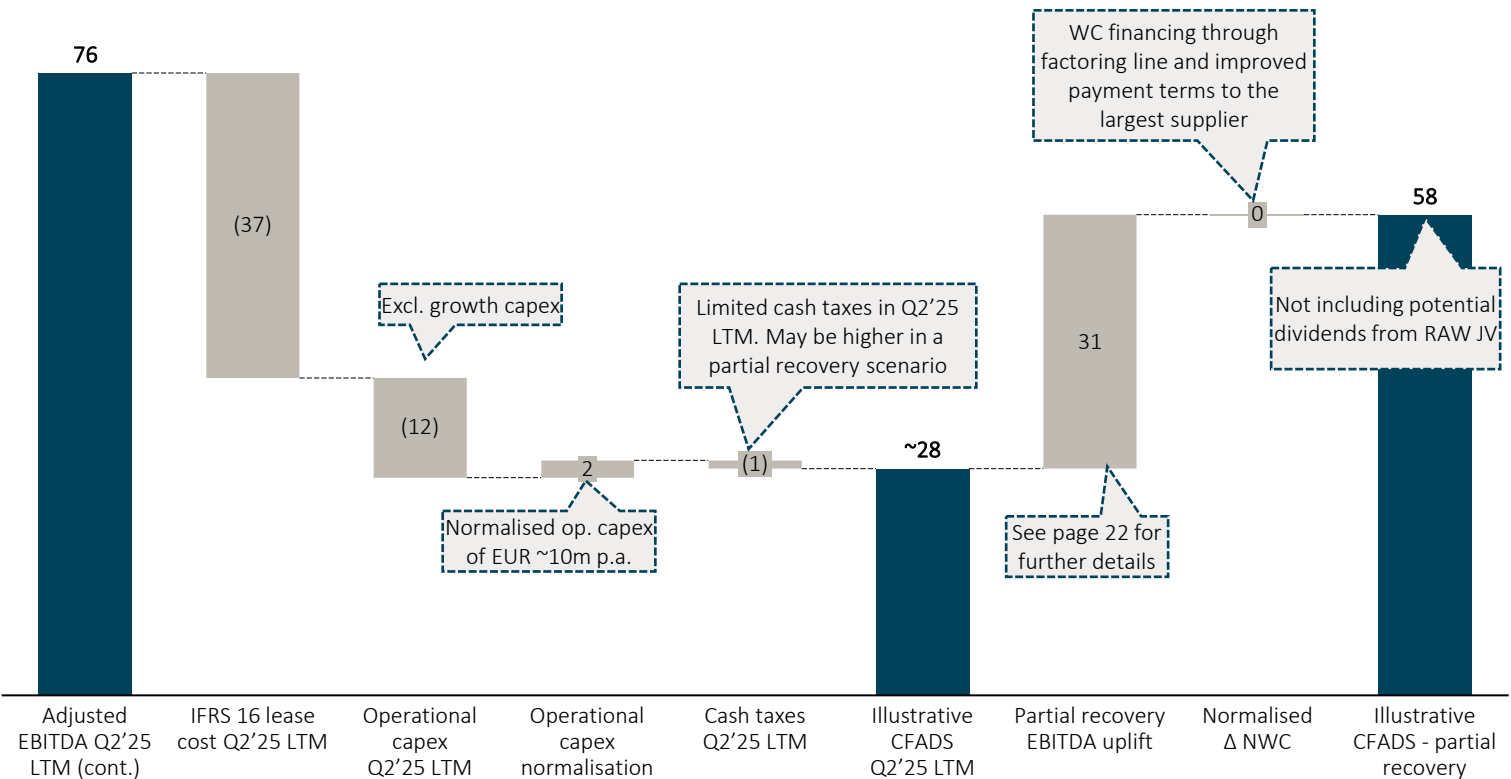 76
(37)
Excl. growth capex
(12)
2
Normalised op. capex
of EUR ~10m p.a.
Limited cash taxes in Q2’25
LTM. May be higher in a
partial recovery scenario
(1)
~28
31
See page 22 for
further details
WC financing through
factoring line and improved
payment terms to the
largest supplier
0
58
Not including potential
dividends from RAW JV
Adjusted
EBITDA Q2’25
LTM (cont.)
IFRS 16 lease
cost Q2’25 LTM
Operational
capex
Q2’25 LTM
Operational
capex
normalisation
Cash taxes
Q2’25 LTM
Illustrative
CFADS
Q2’25 LTM
Partial recovery
EBITDA uplift
Normalised
Δ NWC
Illustrative
CFADS - partial
recovery